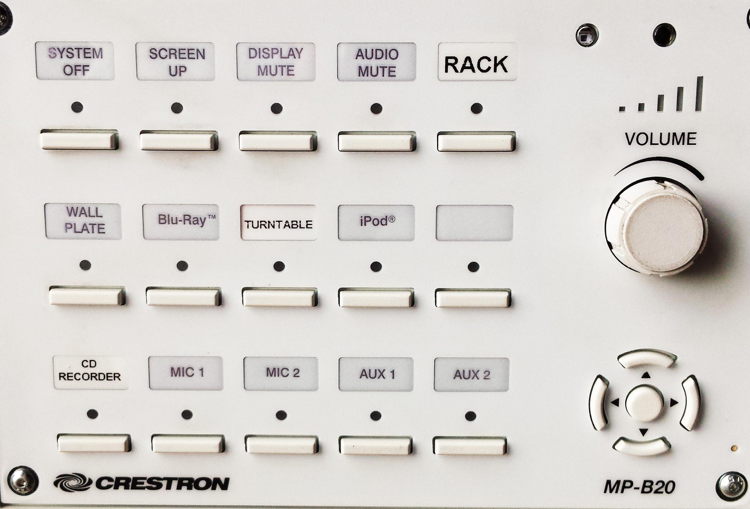 SYSTEM
OFF
SCREEN
UP
DISPLAY
MUTE
AUDIO
MUTE
RACK
VOLUME
WALL
PLATE
Blu-Ray™
TURNTABLE
iPod®
CD
RECORDER
MIC 1
MIC 2
AUX 1
AUX 2
CRESTRON
MP-B20